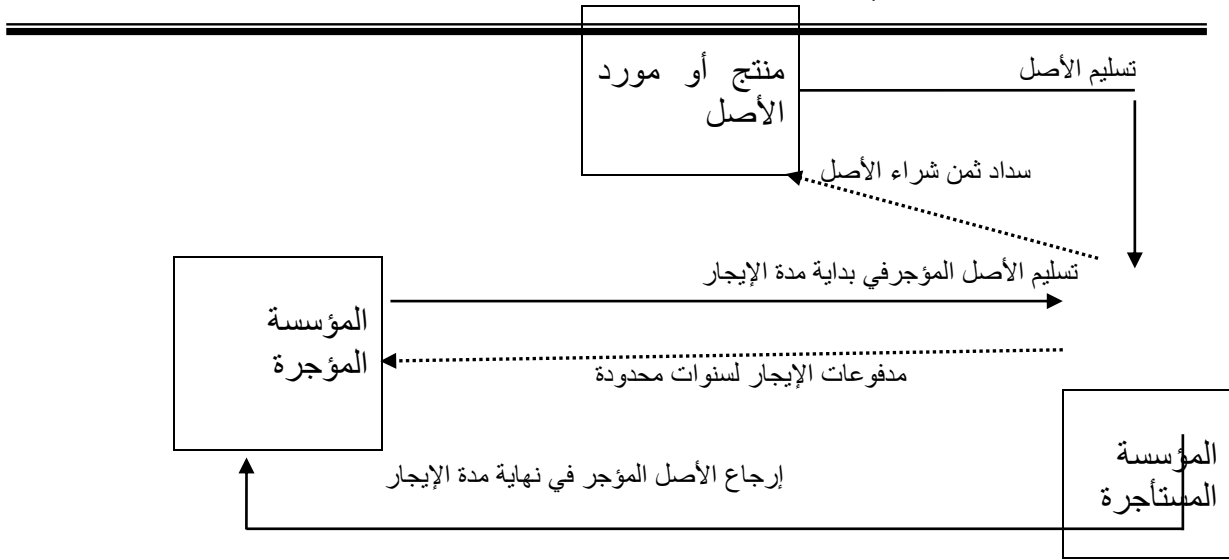 منتج أو مورد
الأصل
تسليم الأصل
سداد ثمن شراء الأصل
تسليم الأصل المؤجرفي بداية مدة الإيجار
المؤسسة
المؤجرة
مدفوعات الإيجار لسنوات محدودة
المؤسسة
المستأجرة
إرجاع الأصل المؤجر في نهاية مدة الإيجار